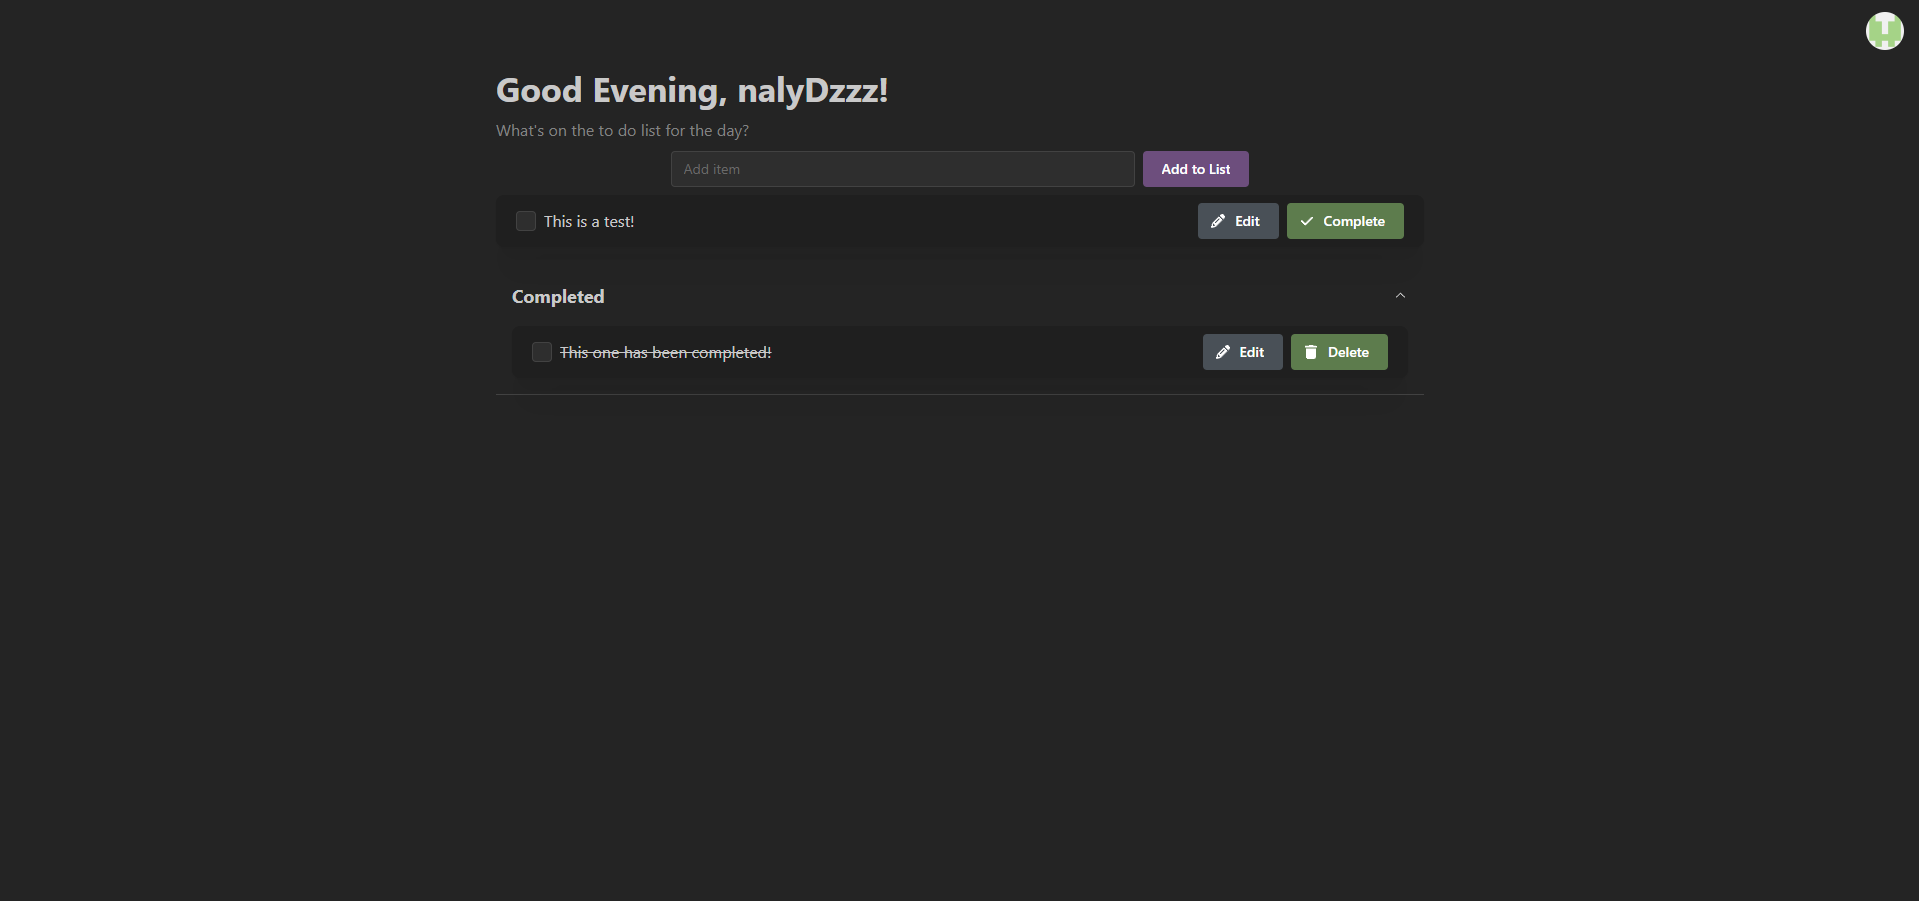 Good Evening, nalyDzzz!
What's on the to do list for the day?
Add item
Add to List
This is a test!
Edit
Complete
Completed
This one has been completed!
Edit
Delete